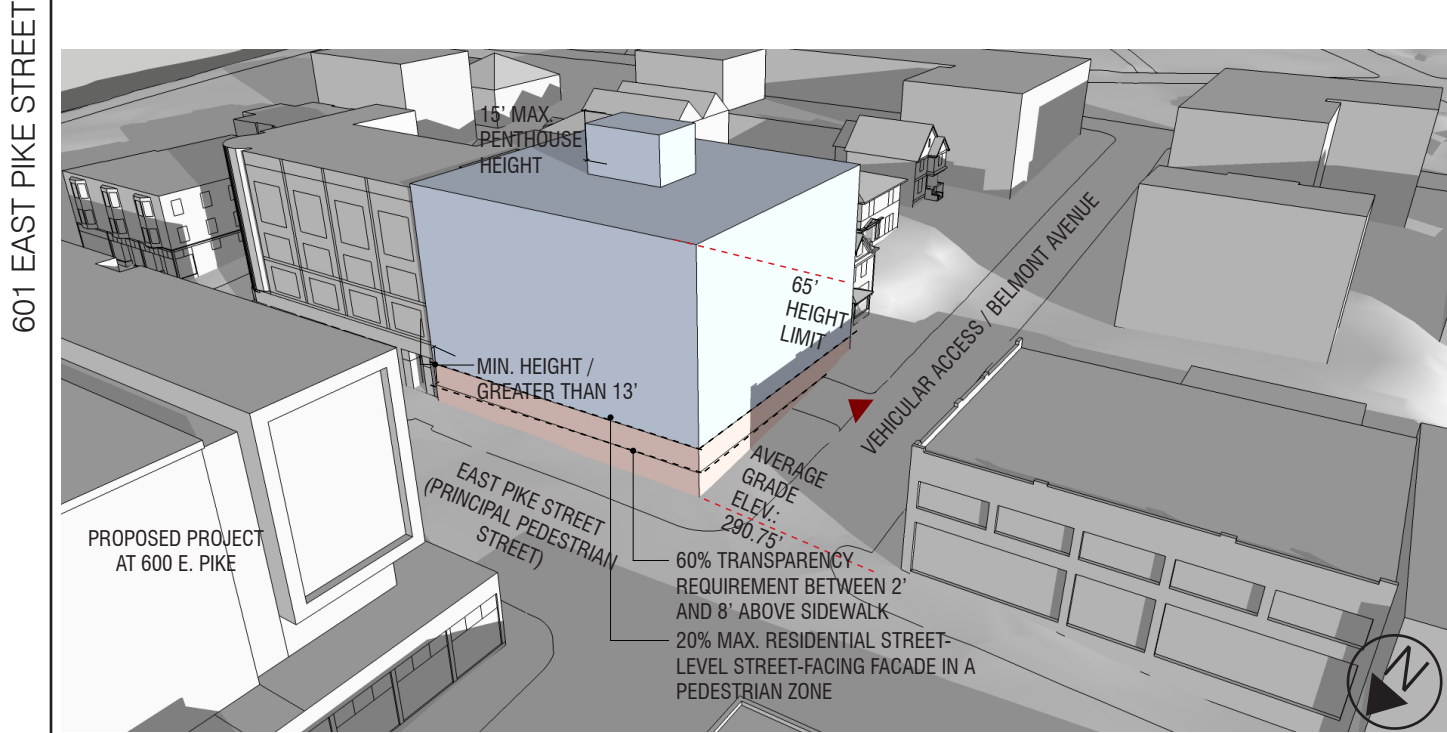 601 EAST PIKE STREET
15' MAX.
PENTHOUSE
HEIGHT
65'
HEIGHT
LIMIT
MIN. HEIGHT /
GREATER THAN 13'
VEHICULAR ACCESS / BELMONT AVENUE
AVERAGE
GRADE
ELEV.:
290.75'
EAST PIKE STREET
(PRINCIPAL PEDESTRIAN
STREET)
PROPOSED PROJECT
AT 600 E. PIKE
60% TRANSPARENCY
REQUIREMENT BETWEEN 2'
AND 8' ABOVE SIDEWALK
20% MAX. RESIDENTIAL STREET-
LEVEL STREET-FACING FACADE IN A
PEDESTRIAN ZONE
N